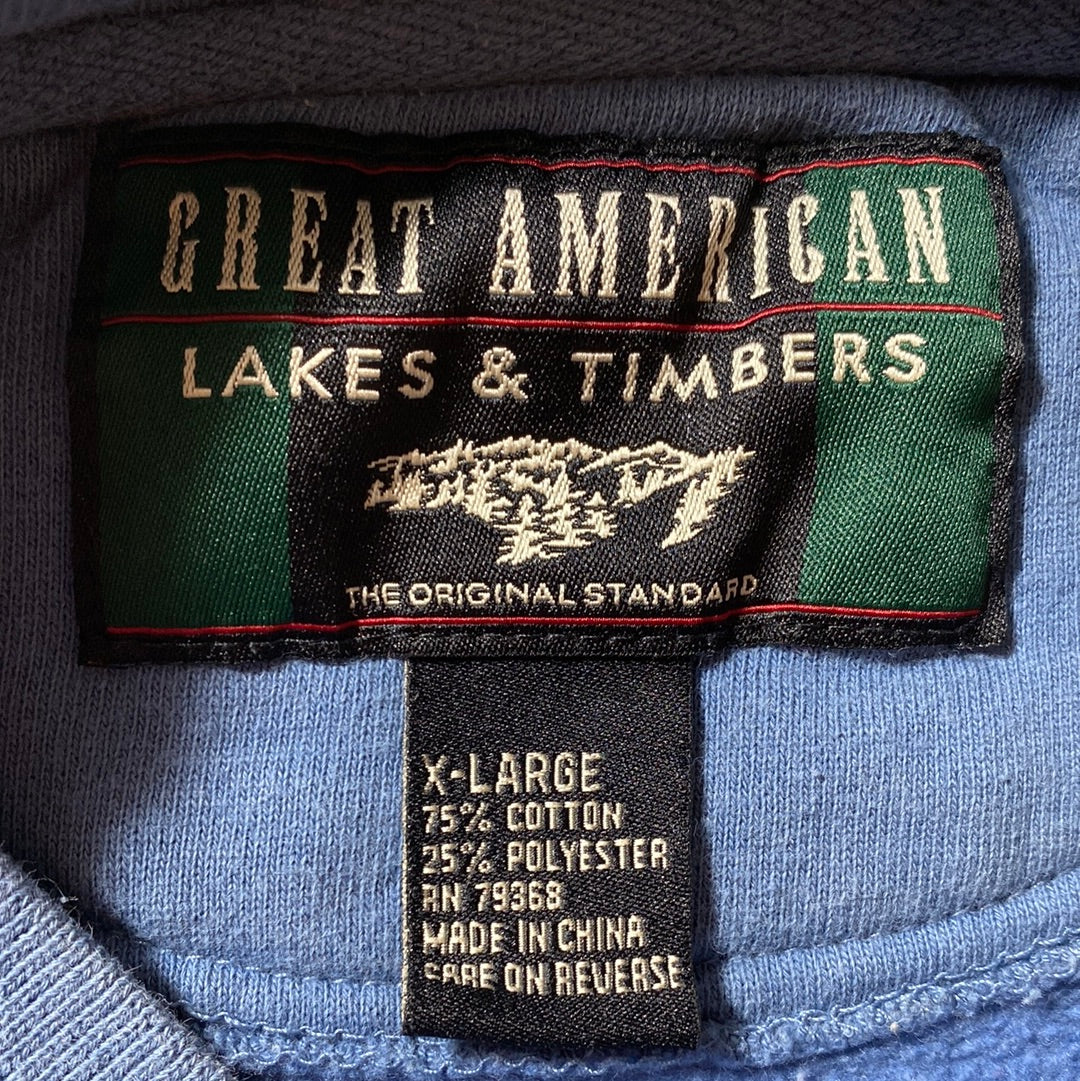 GREAT AMERICAN
LAKES & TIMBERS
THE ORIGINAL STANDARD
X-LARGE
75% COTTON
25% POLYESTER
RN 79368
MADE IN CHINA
CARE ON REVERSE